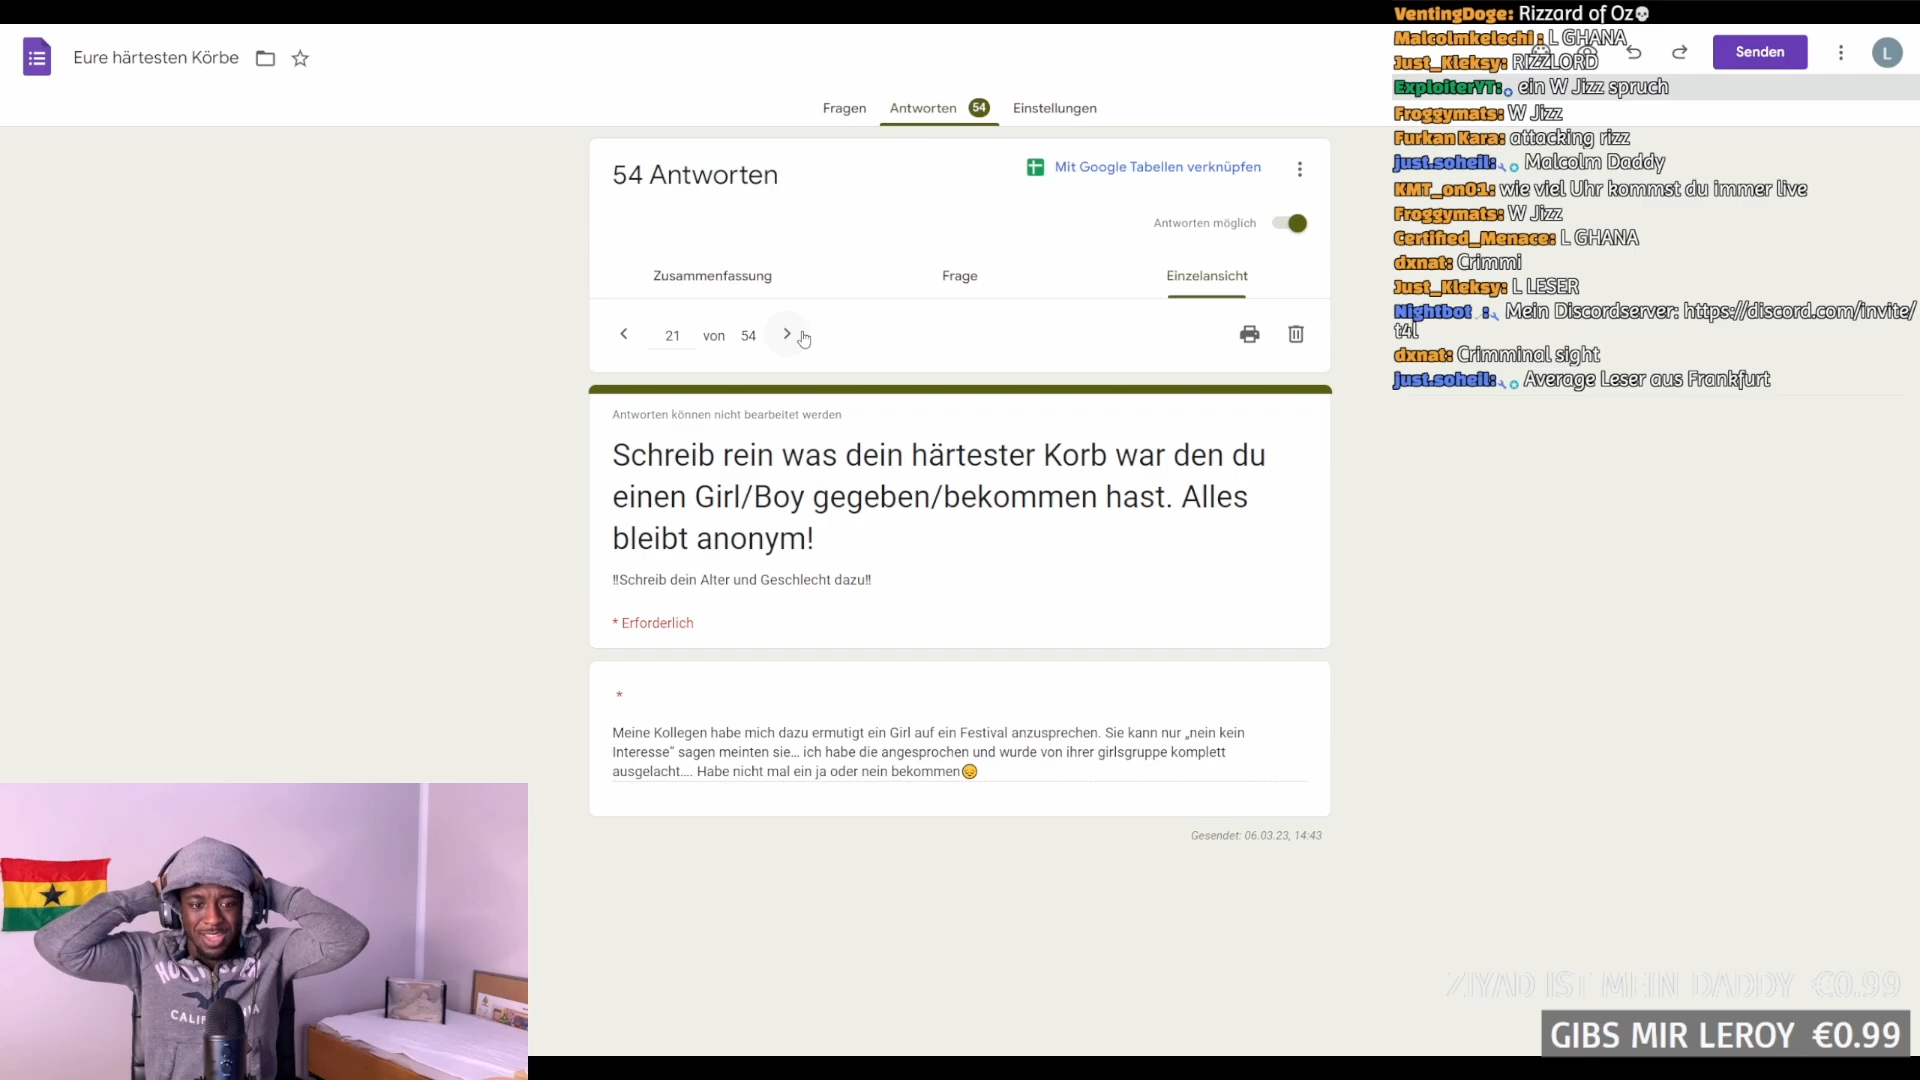 Eure härtesten Körbe
Senden
L
Fragen
Antworten 54
Einstellungen
54 Antworten
Mit Google Tabellen verknüpfen
Antworten möglich
Zusammenfassung
Frage
Einzelansicht
21 von 54
Antworten können nicht bearbeitet werden
Schreib rein was dein härtester Korb war den du
einen Girl/Boy gegeben/bekommen hast. Alles
bleibt anonym!
‼Schreib dein Alter und Geschlecht dazu‼
* Erforderlich
*
Meine Kollegen habe mich dazu ermutigt ein Girl auf ein Festival anzusprechen. Sie kann nur „nein kein
Interesse“ sagen meinten sie... ich habe die angesprochen und wurde von ihrer girlsgruppe komplett
ausgelacht.... Habe nicht mal ein ja oder nein bekommen😞
Gesendet: 06.03.23, 14:43
VentingDoge: Rizzard of Oz💀
Malcolmkelechi : L GHANA
Just_Kleksy: RIZZLORD
ExploiterYT: ein W Jizz spruch
Froggymats: W Jizz
Furkan Kara: attacking rizz
just.soheil: Malcolm Daddy
KMT_on01: wie viel Uhr kommst du immer live
Froggymats: W Jizz
Certified_Menace: L GHANA
dxnat: Crimmi
Just_Kleksy: L LESER
Nightbot : Mein Discordserver: https://discord.com/invite/
t4l
dxnat: Crimminal sight
just.soheil: Average Leser aus Frankfurt
ZIYAD IST MEIN DADDY €0.99
GIBS MIR LEROY €0.99